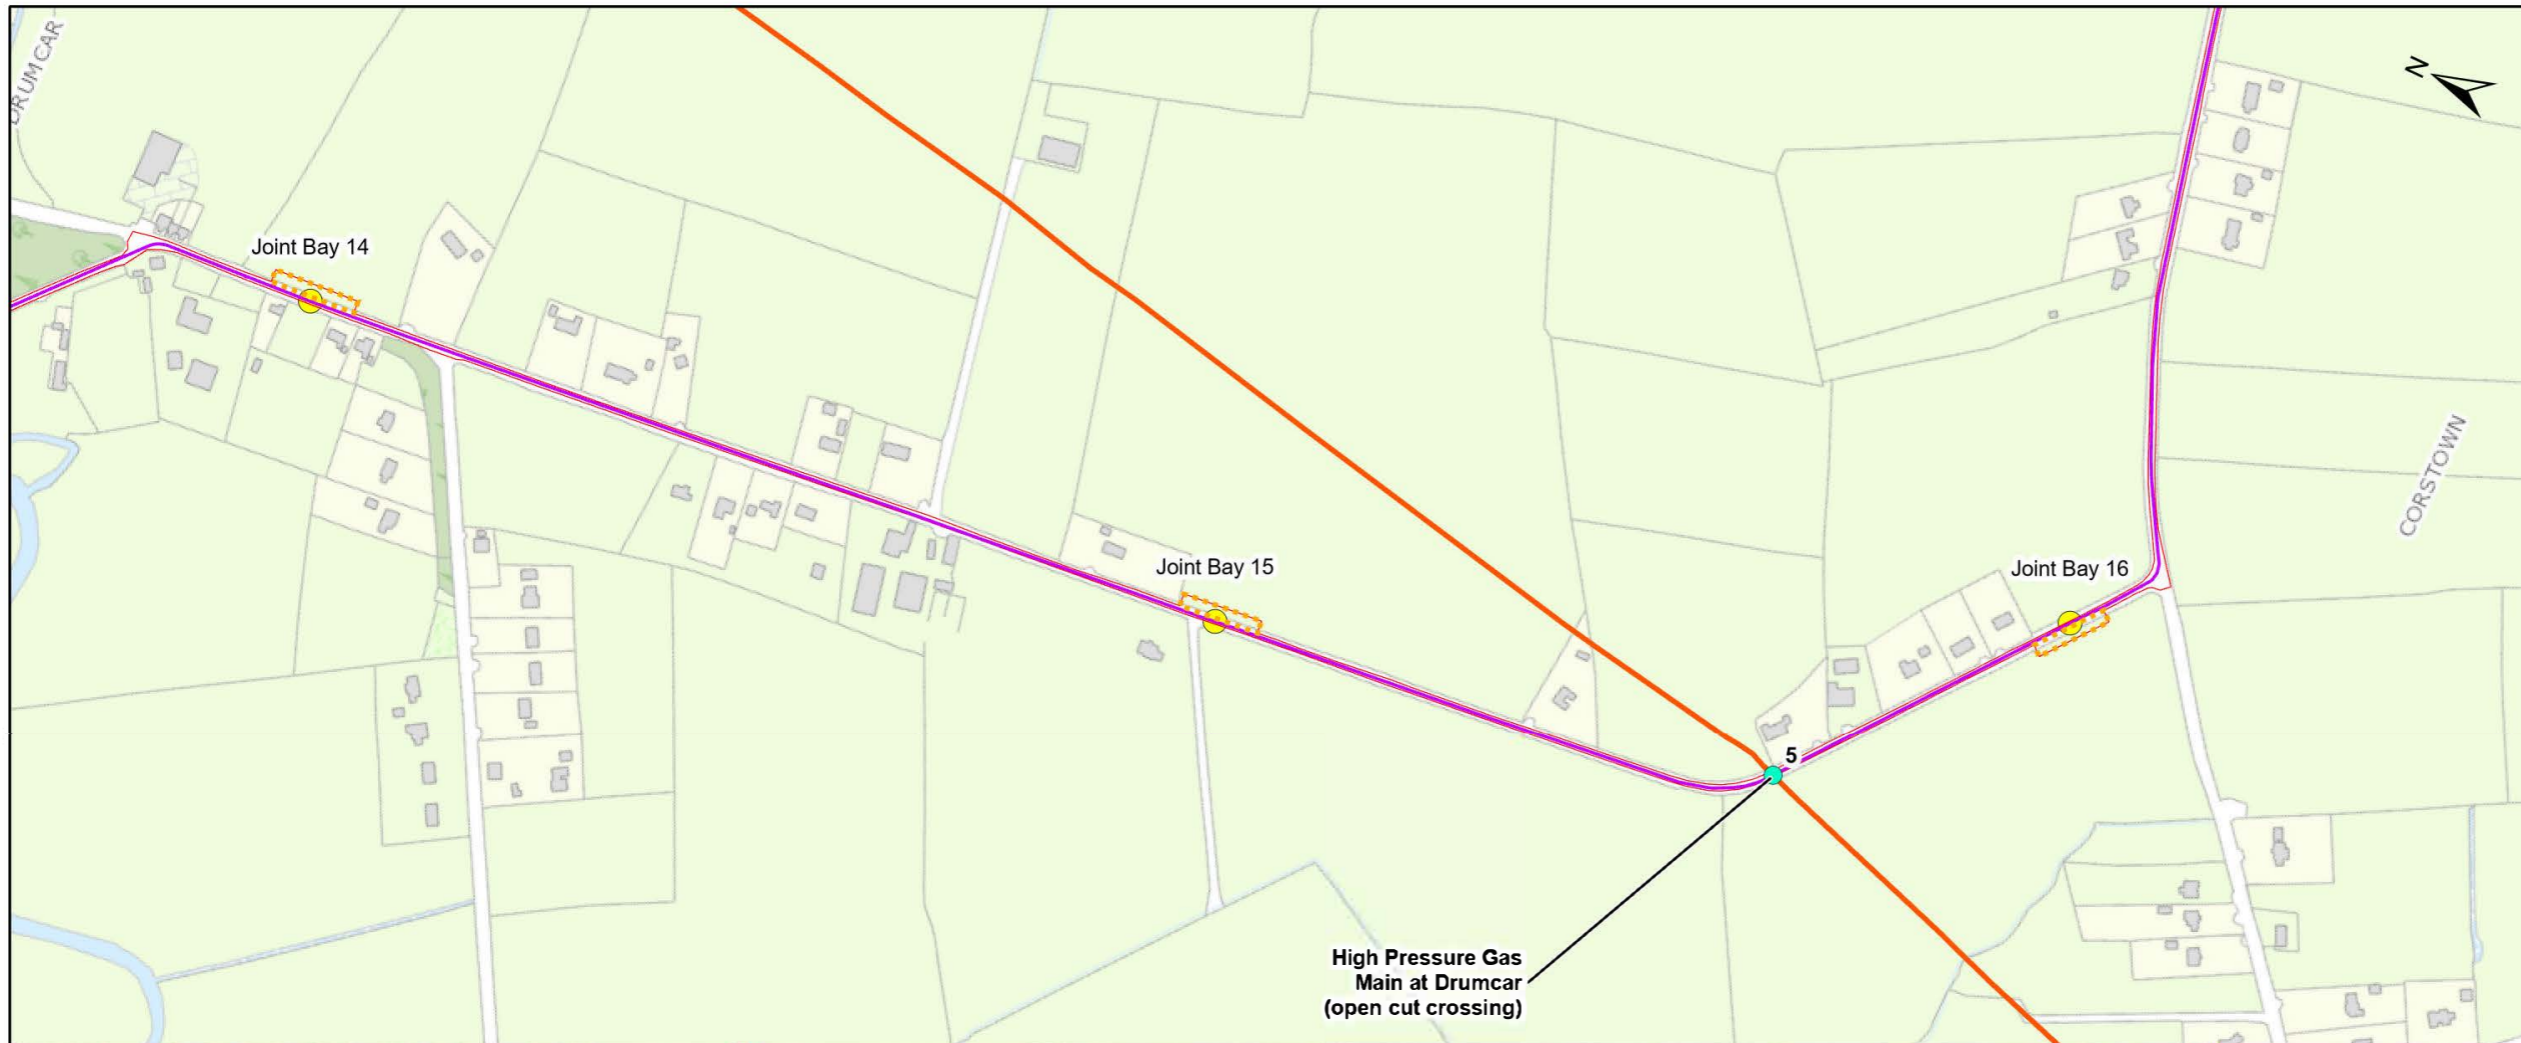 DRUMCAR
N
Joint Bay 14
CORSTOWN
Joint Bay 15
Joint Bay 16
5
High Pressure Gas
Main at Drumcar
(open cut crossing)